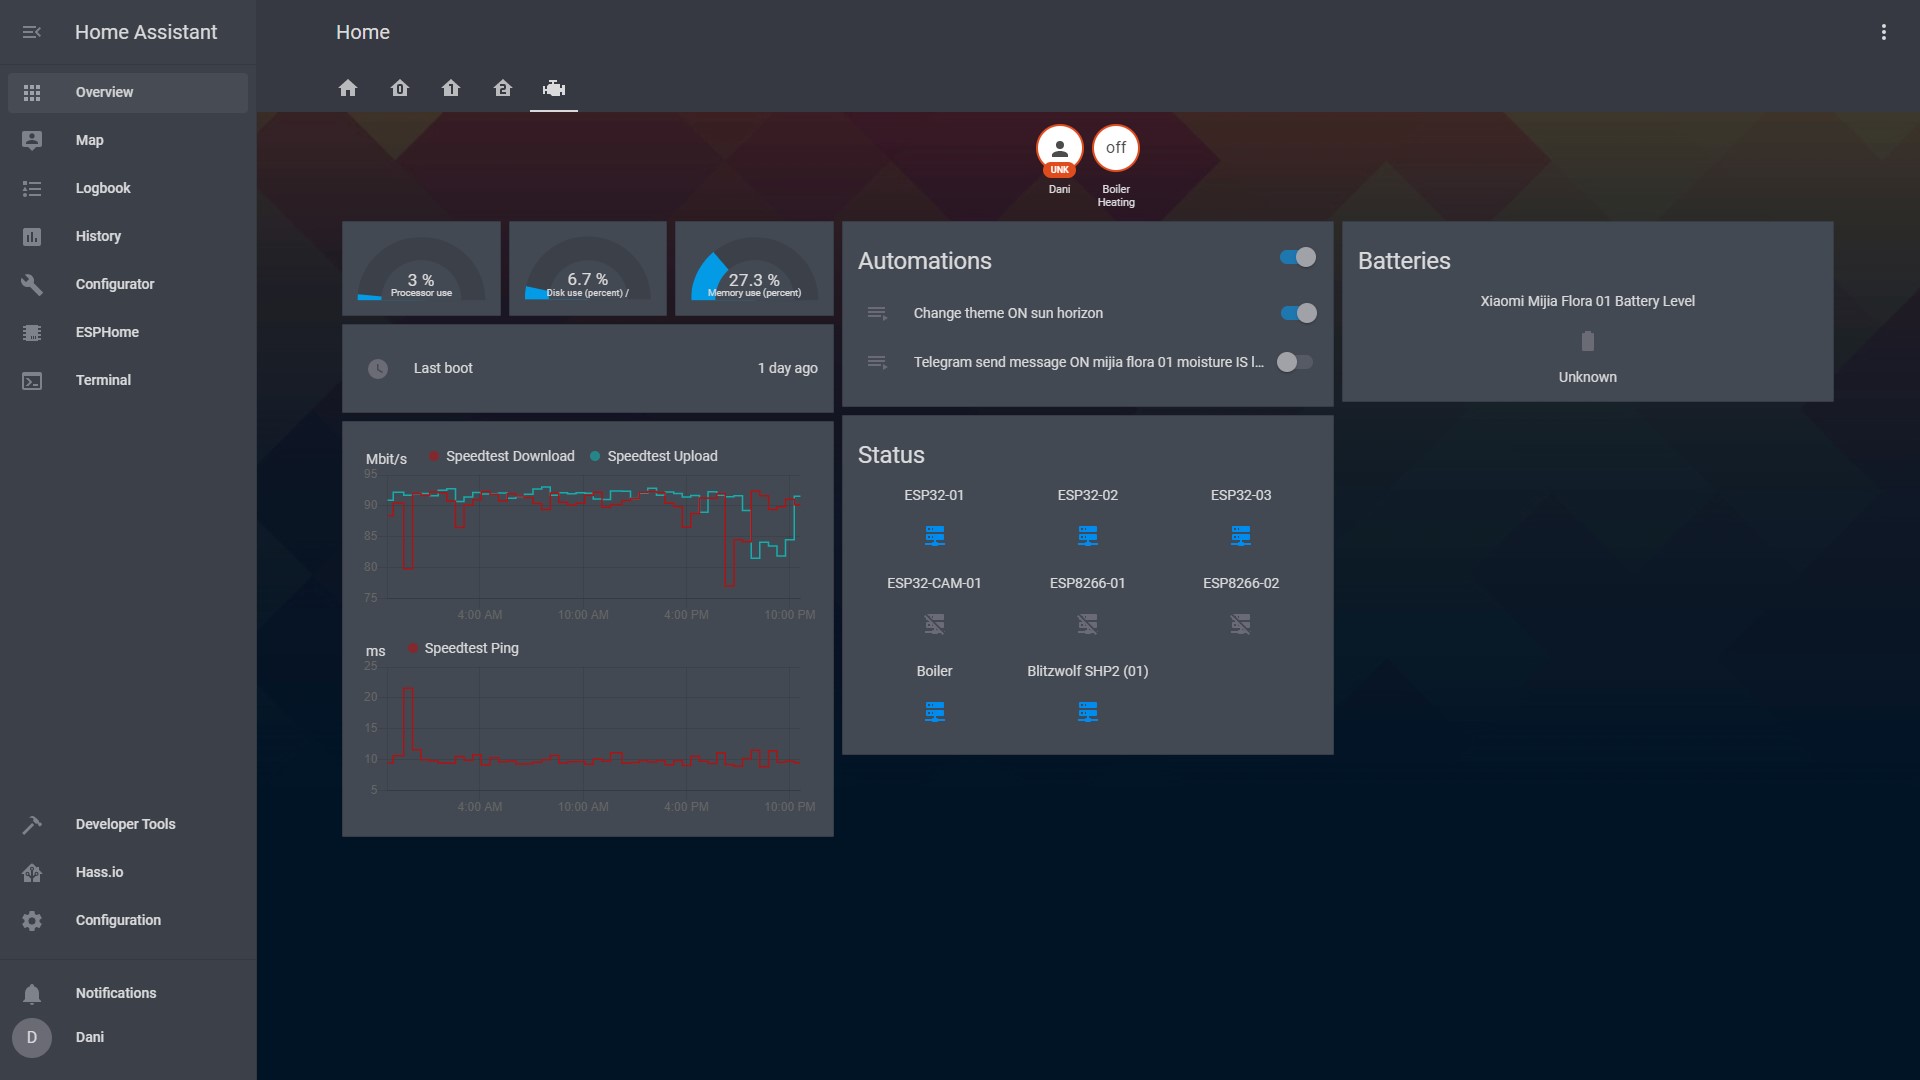 Home Assistant
Overview
Map
Logbook
History
Configurator
ESPHome
Terminal
Developer Tools
Hass.io
Configuration
Notifications
D
Dani
Home
0
1
2
UNK
Dani
off
Boiler
Heating
3 %
Processor use
6.7 %
Disk use (percent) /
27.3 %
Memory use (percent)
Last boot
1 day ago
Mbit/s
Speedtest Download
Speedtest Upload
95
90
85
80
75
4:00 AM
10:00 AM
4:00 PM
10:00 PM
ms
Speedtest Ping
25
20
15
10
5
4:00 AM
10:00 AM
4:00 PM
10:00 PM
Automations
Change theme ON sun horizon
Telegram send message ON mijia flora 01 moisture IS l...
Status
ESP32-01
ESP32-02
ESP32-03
ESP32-CAM-01
ESP8266-01
ESP8266-02
Boiler
Blitzwolf SHP2 (01)
Batteries
Xiaomi Mijia Flora 01 Battery Level
Unknown